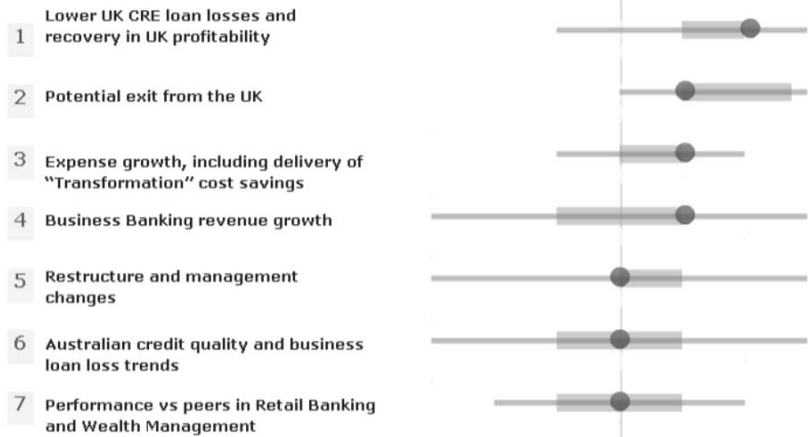 1 Lower UK CRE loan losses and
recovery in UK profitability
2 Potential exit from the UK
3 Expense growth, including delivery of
“Transformation” cost savings
4 Business Banking revenue growth
5 Restructure and management
changes
6 Australian credit quality and business
loan loss trends
7 Performance vs peers in Retail Banking
and Wealth Management